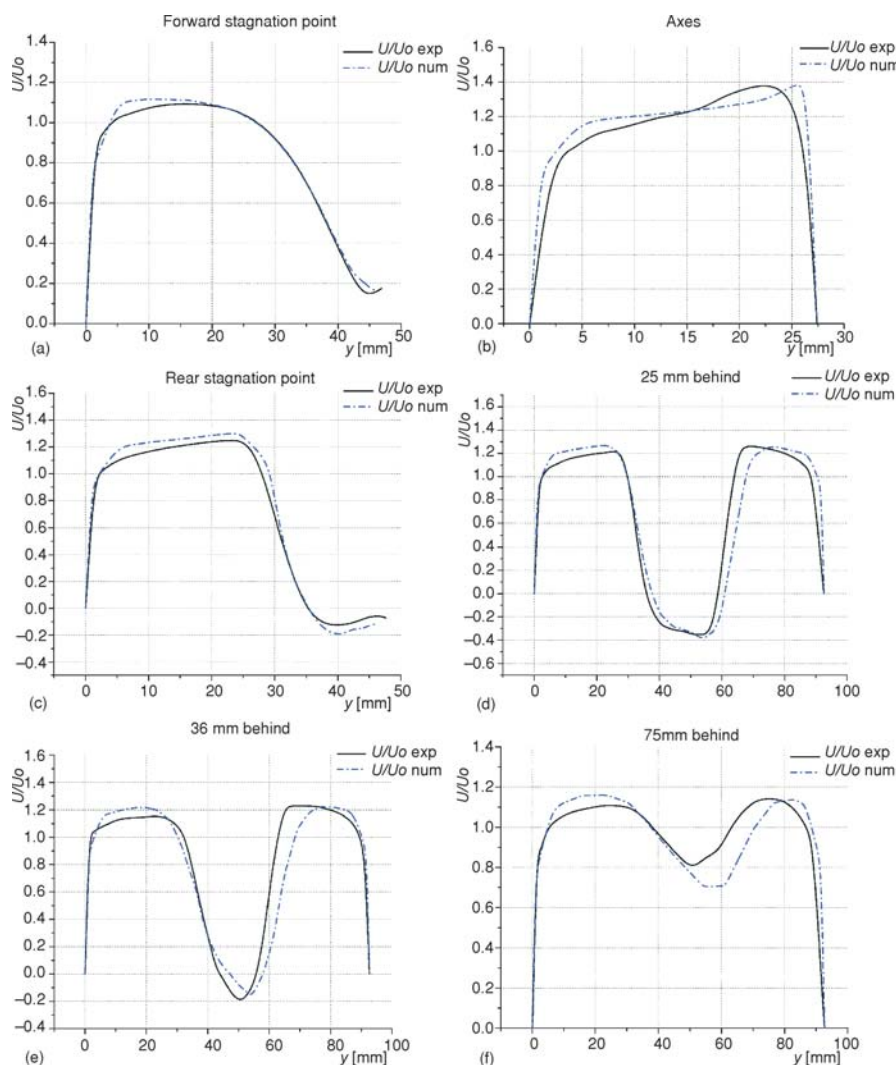 Forward stagnation point
U/Uo
U/Uo exp
U/Uo num
1.4
1.2
1.0
0.8
0.6
0.4
0.2
0.0
0 10 20 30 40 50
(a) y [mm]
Axes
U/Uo
U/Uo exp
U/Uo num
1.6
1.4
1.2
1.0
0.8
0.6
0.4
0.2
0.0
0 5 10 15 20 25 30
(b) y [mm]
Rear stagnation point
U/Uo
U/Uo exp
U/Uo num
1.6
1.4
1.2
1.0
0.8
0.6
0.4
0.2
0.0
–0.2
–0.4
0 10 20 30 40 50
(c) y [mm]
25 mm behind
U/Uo
U/Uo exp
U/Uo num
1.6
1.4
1.2
1.0
0.8
0.6
0.4
0.2
0.0
–0.2
–0.4
–0.6
0 20 40 60 80 100
(d) y [mm]
36 mm behind
U/Uo
U/Uo exp
U/Uo num
1.6
1.4
1.2
1.0
0.8
0.6
0.4
0.2
0.0
–0.2
–0.4
0 20 40 60 80 100
(e) y [mm]
75mm behind
U/Uo
U/Uo exp
U/Uo num
1.4
1.2
1.0
0.8
0.6
0.4
0.2
0.0
0 20 40 60 80 100
(f) y [mm]